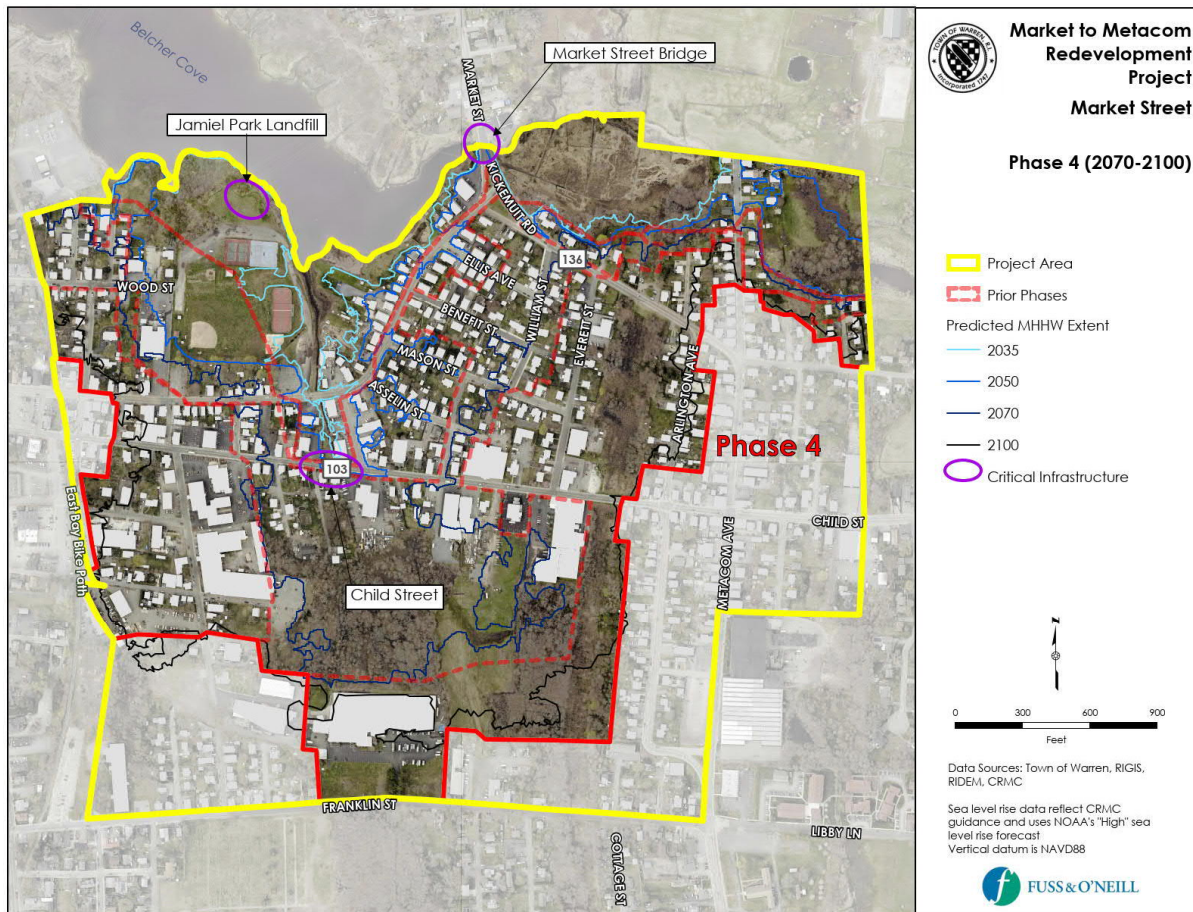 Belcher Cove
Market Street Bridge
Jamiel Park Landfill
MARKET ST
KICKEMUIT RD
136
WOOD ST
ELLIS AVE
BENEFIT ST
WILLIAM ST
EVERETT ST
MASON ST
ASSELIN ST
ARLINGTON AVE
Phase 4
103
CHILD ST
East Bay Bike Path
METACOM AVE
Child Street
FRANKLIN ST
COTTAGE ST
LIBBY LN
TOWN OF WARREN, R.I.
Incorporated 1747
Market to Metacom
Redevelopment
Project
Market Street
Phase 4 (2070-2100)
Project Area
Prior Phases
Predicted MHHW Extent
2035
2050
2070
2100
Critical Infrastructure
0 300 600 900
Feet
Data Sources: Town of Warren, RIGIS,
RIDEM, CRMC
Sea level rise data reflect CRMC
guidance and uses NOAA's "High" sea
level rise forecast
Vertical datum is NAVD88
f
FUSS & O'NEILL